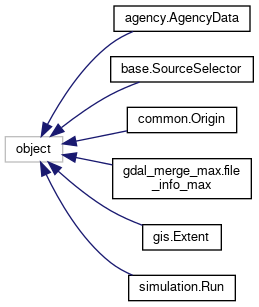 agency.AgencyData
base.SourceSelector
common.Origin
object
gdal_merge_max.file
_info_max
gis.Extent
simulation.Run